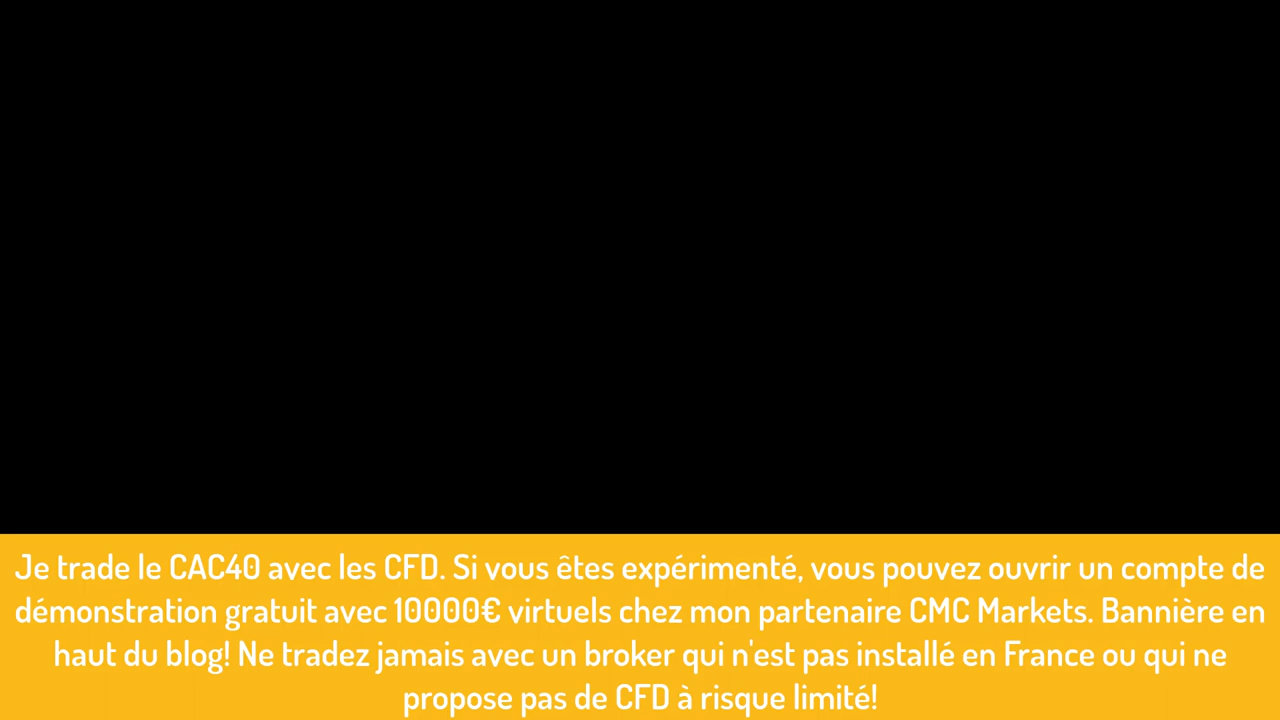 Je trade le CAC40 avec les CFD. Si vous êtes expérimenté, vous pouvez ouvrir un compte de
démonstration gratuit avec 10000€ virtuels chez mon partenaire CMC Markets. Bannière en
haut du blog! Ne tradez jamais avec un broker qui n'est pas installé en France ou qui ne
propose pas de CFD à risque limité!